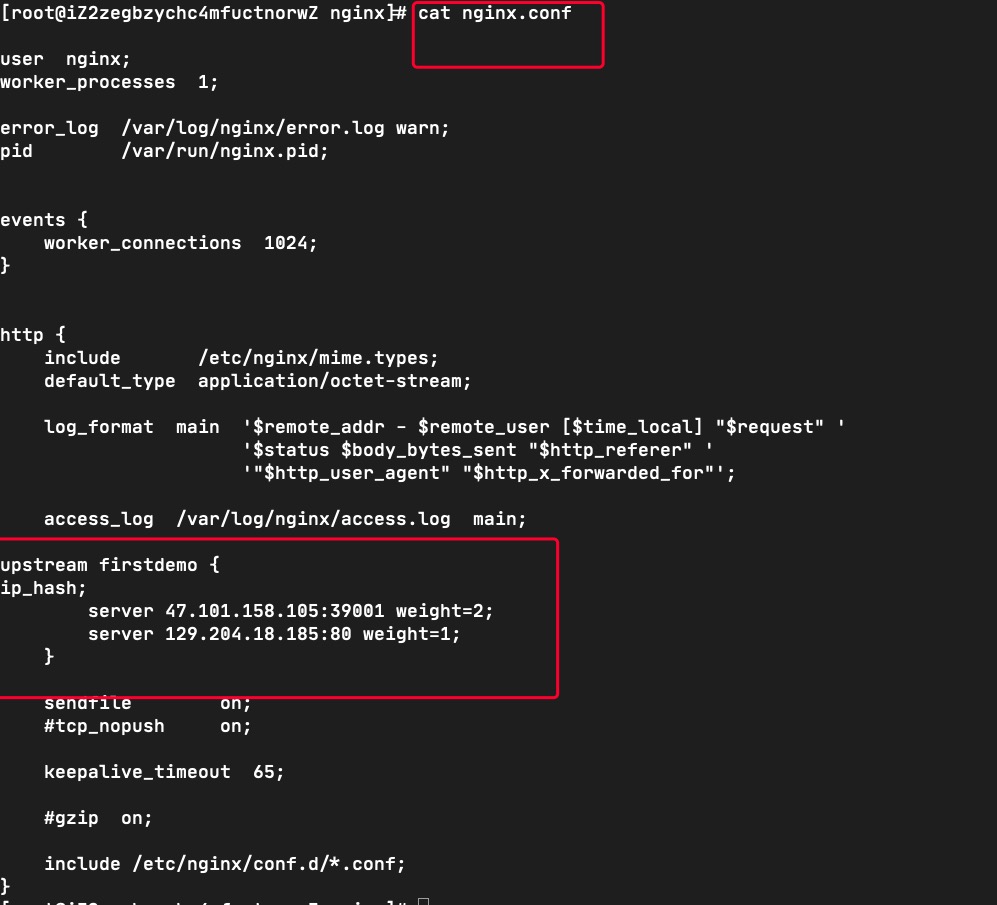 [root@iZ2zegbzychc4mfuctnorwZ nginx]# cat nginx.conf
user  nginx;
worker_processes  1;
error_log  /var/log/nginx/error.log warn;
pid        /var/run/nginx.pid;
events {
    worker_connections  1024;
}
http {
    include       /etc/nginx/mime.types;
    default_type  application/octet-stream;
    log_format  main  '$remote_addr - $remote_user [$time_local] "$request" '
                      '$status $body_bytes_sent "$http_referer" '
                      '"$http_user_agent" "$http_x_forwarded_for"';
    access_log  /var/log/nginx/access.log  main;
upstream firstdemo {
ip_hash;
        server 47.101.158.105:39001 weight=2;
        server 129.204.18.185:80 weight=1;
    }
    sendfile        on;
    #tcp_nopush     on;
    keepalive_timeout  65;
    #gzip  on;
    include /etc/nginx/conf.d/*.conf;
}